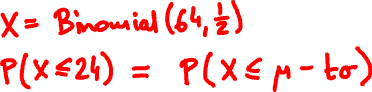 X = Binomial (64, 1/2)
P(X ≤ 24) = P(X ≤ μ - tσ)